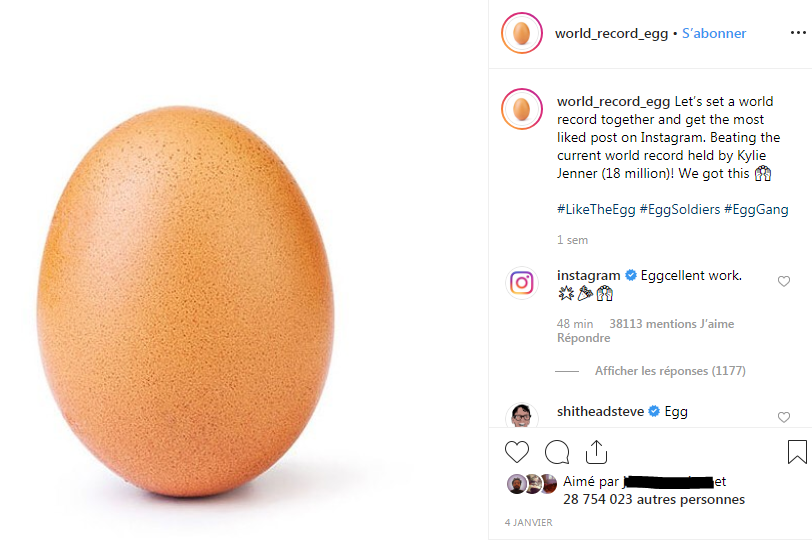 world_record_egg • S'abonner
world_record_egg Let's set a world
record together and get the most
liked post on Instagram. Beating the
current world record held by Kylie
Jenner (18 million)! We got this 🙌
#LikeTheEgg #EggSoldiers #EggGang
1 sem
instagram Eggcellent work.
48 min 38113 mentions J'aime
Répondre
Afficher les réponses (1177)
shitheadsteve Egg
Aimé par et
28 754 023 autres personnes
4 JANVIER